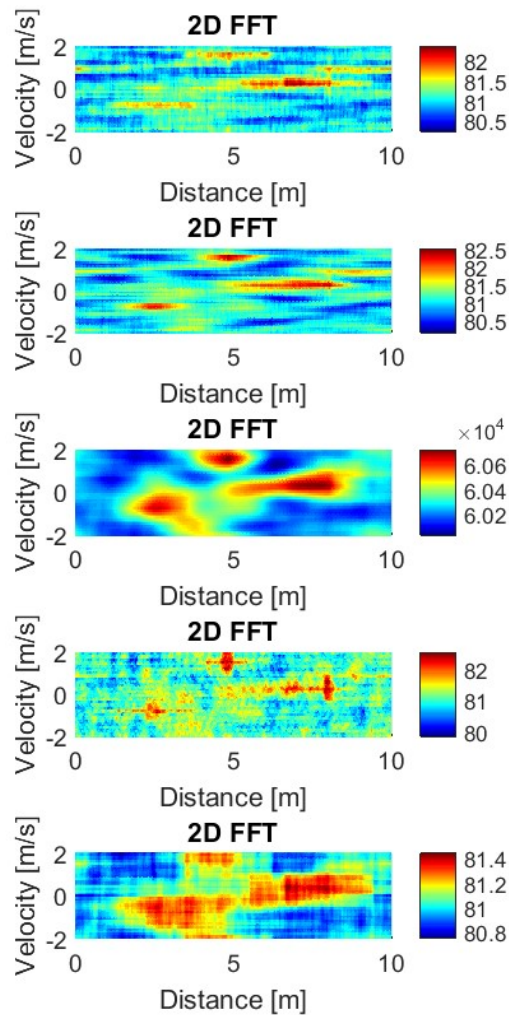 2D FFT
Velocity [m/s]
2
0
-2
0 5 10
Distance [m]
82
81.5
81
80.5
2D FFT
Velocity [m/s]
2
0
-2
0 5 10
Distance [m]
82.5
82
81.5
81
80.5
2D FFT
Velocity [m/s]
2
0
-2
0 5 10
Distance [m]
×10⁴
6.06
6.04
6.02
2D FFT
Velocity [m/s]
2
0
-2
0 5 10
Distance [m]
82
81
80
2D FFT
Velocity [m/s]
2
0
-2
0 5 10
Distance [m]
81.4
81.2
81
80.8